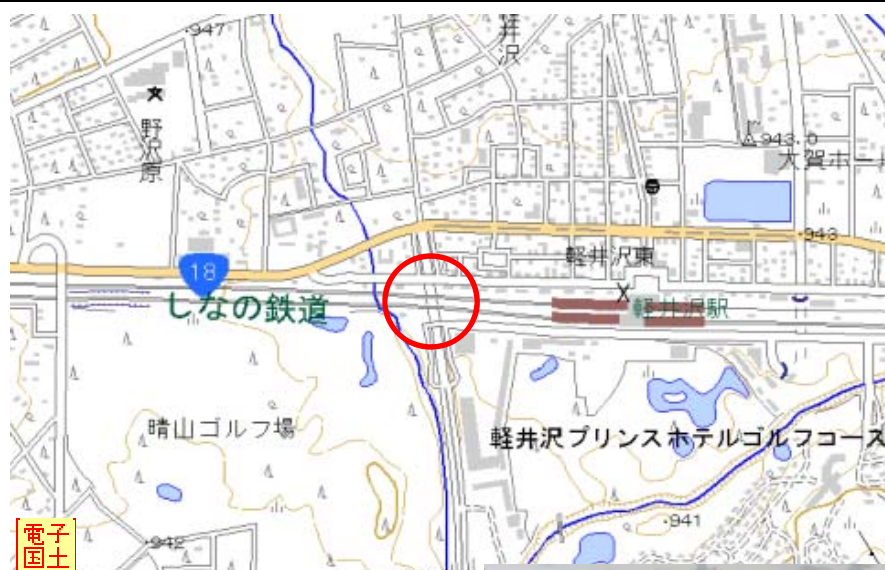 ・947
軽井沢
野沢原
943.0
大賀ホール
・943
18
しなの鉄道
軽井沢東
軽井沢駅
晴山ゴルフ場
軽井沢プリンスホテルゴルフコース
・942
・941
電子
国土